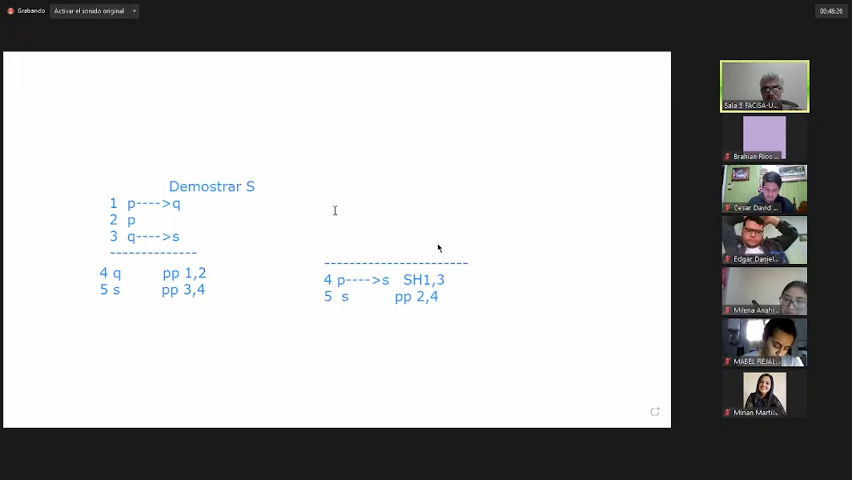 Grabando
Activar el sonido original
00:48:26
Demostrar S
1 p---->q
2 p
3 q---->s
-------------
4 q pp 1,2
5 s pp 3,4
-----------------------
4 p---->s SH1,3
5 s pp 2,4
Sala 5 FACISA-U...
Brahian Rios ...
Cesar David ...
Edgar Daniel...
Milena Anahi...
MABEL REJAL...
Mirian Martin...